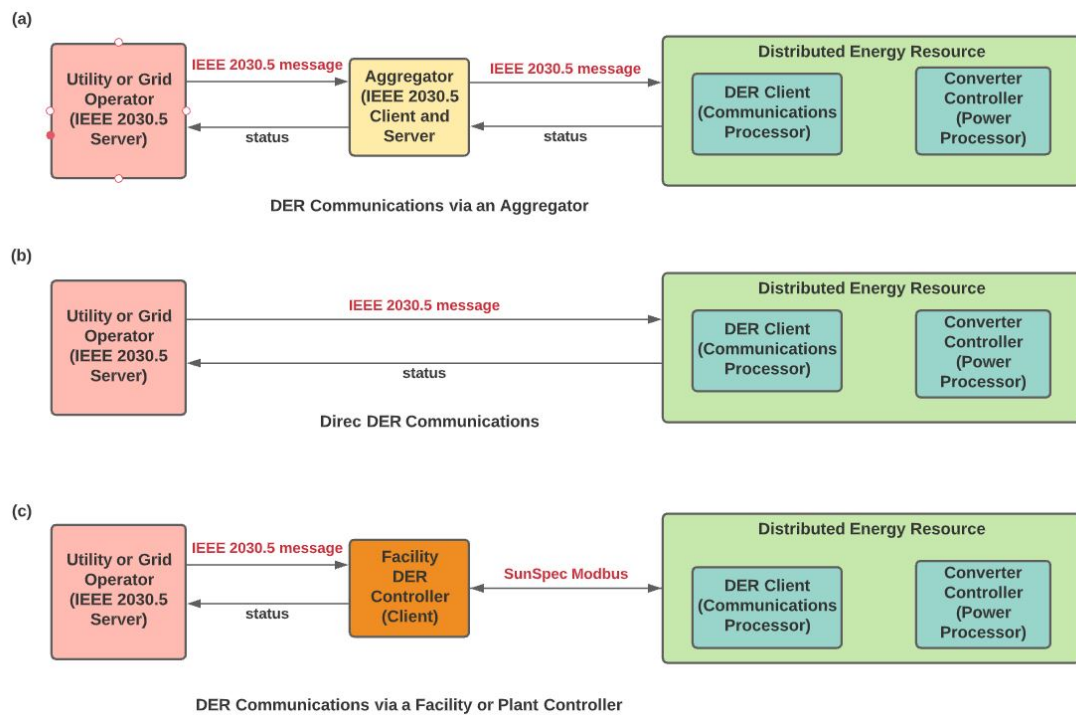 (a)
Utility or Grid
Operator
(IEEE 2030.5
Server)
IEEE 2030.5 message
status
Aggregator
(IEEE 2030.5
Client and
Server
IEEE 2030.5 message
status
Distributed Energy Resource
DER Client
(Communications
Processor)
Converter
Controller
(Power
Processor)
DER Communications via an Aggregator
(b)
Utility or Grid
Operator
(IEEE 2030.5
Server)
IEEE 2030.5 message
status
Distributed Energy Resource
DER Client
(Communications
Processor)
Converter
Controller
(Power
Processor)
Direc DER Communications
(c)
Utility or Grid
Operator
(IEEE 2030.5
Server)
IEEE 2030.5 message
status
Facility
DER
Controller
(Client)
SunSpec Modbus
Distributed Energy Resource
DER Client
(Communications
Processor)
Converter
Controller
(Power
Processor)
DER Communications via a Facility or Plant Controller